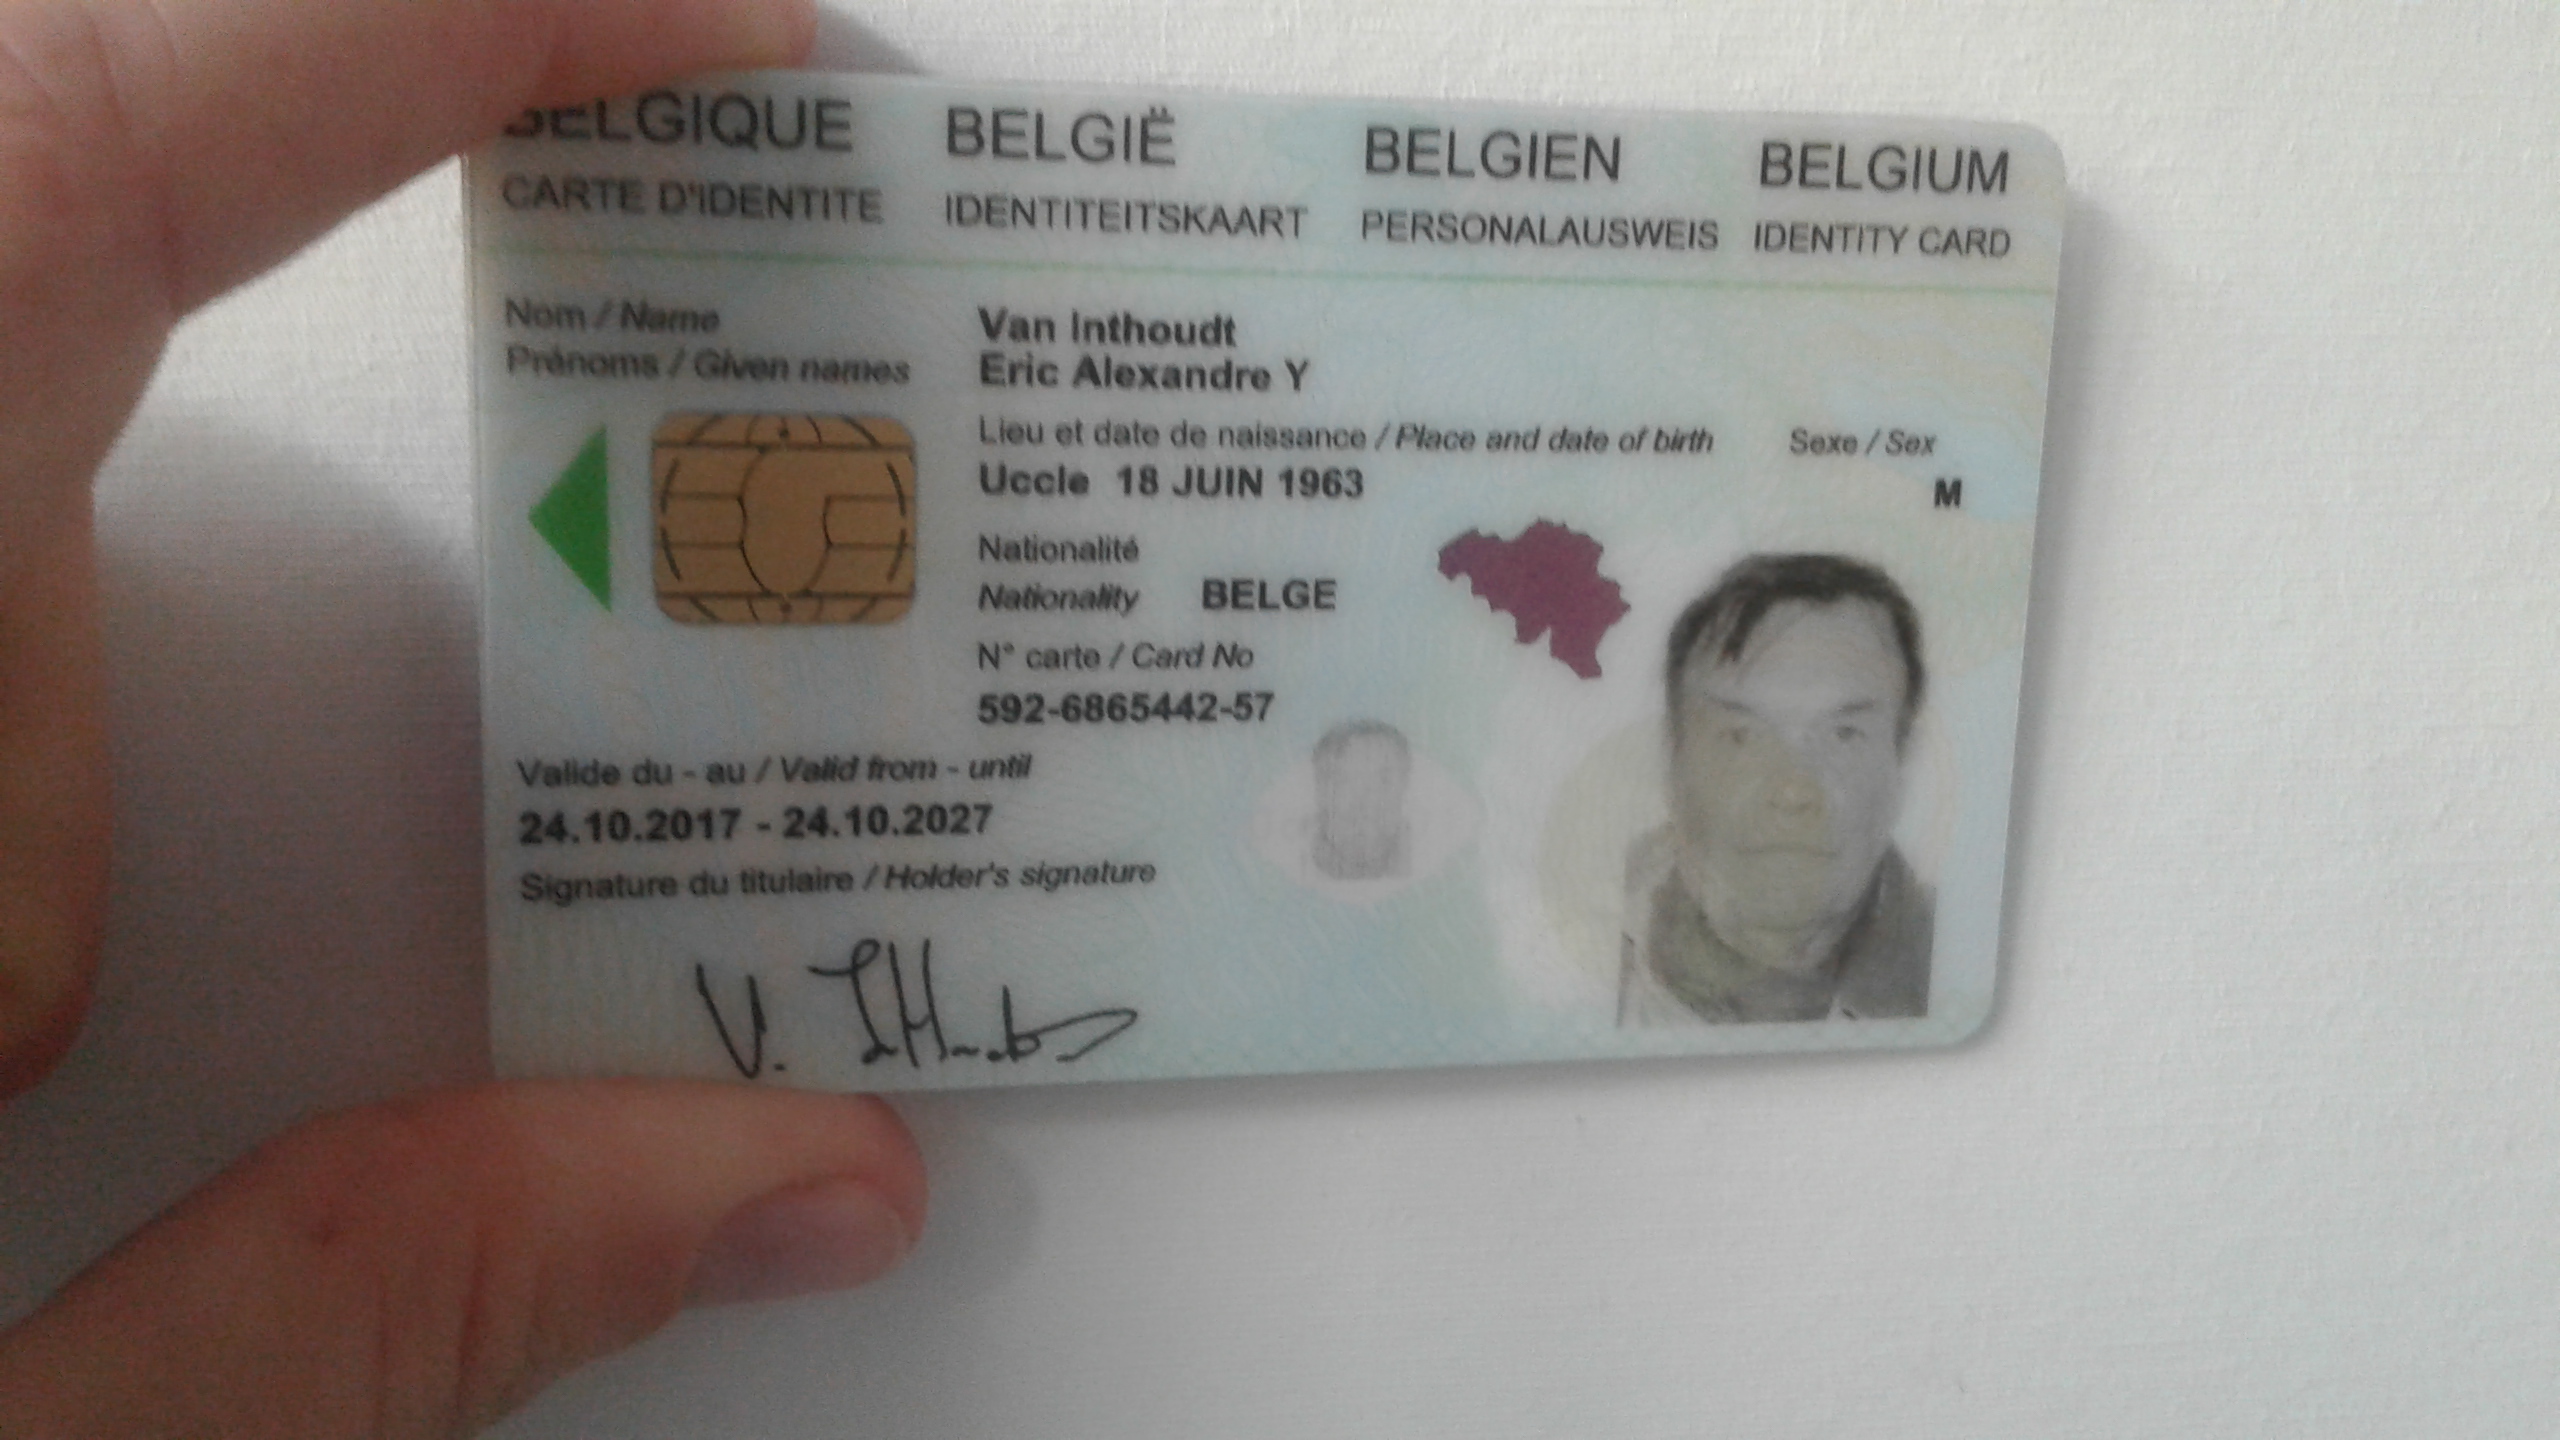 BELGIQUE BELGIË BELGIEN BELGIUM
CARTE D'IDENTITE IDENTITEITSKAART PERSONALAUSWEIS IDENTITY CARD
Nom / Name Van Inthoudt
Prénoms / Given names Eric Alexandre Y
Lieu et date de naissance / Place and date of birth Sexe / Sex
Uccle 18 JUIN 1963 M
Nationalité
Nationality BELGE
N° carte / Card No
592-6865442-57
Valide du - au / Valid from - until
24.10.2017 - 24.10.2027
Signature du titulaire / Holder's signature